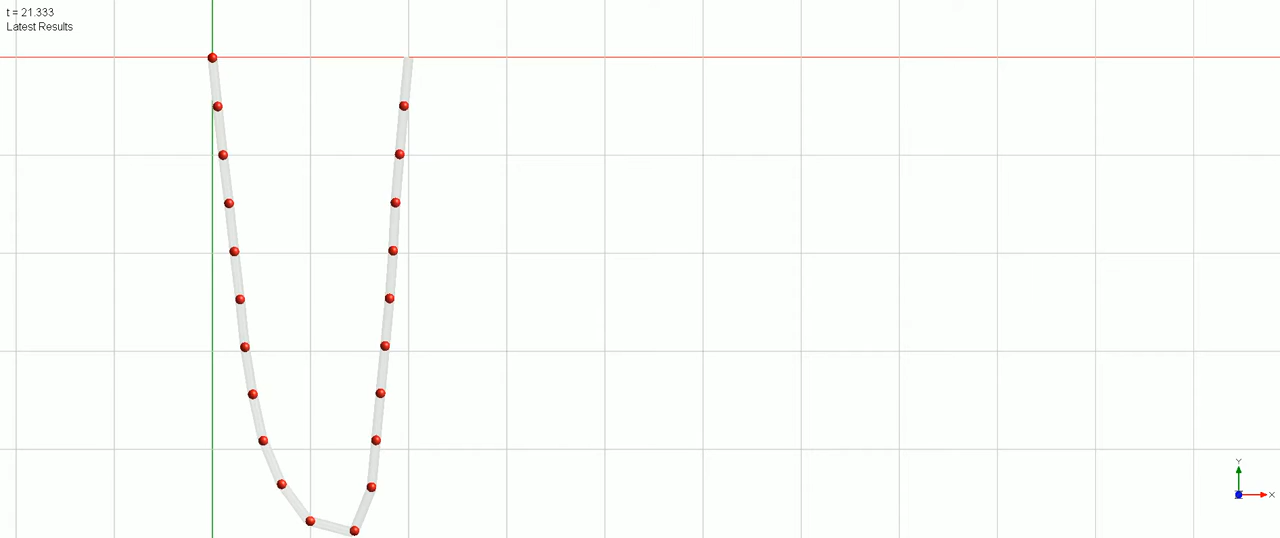 t = 21.333
Latest Results
Y
X